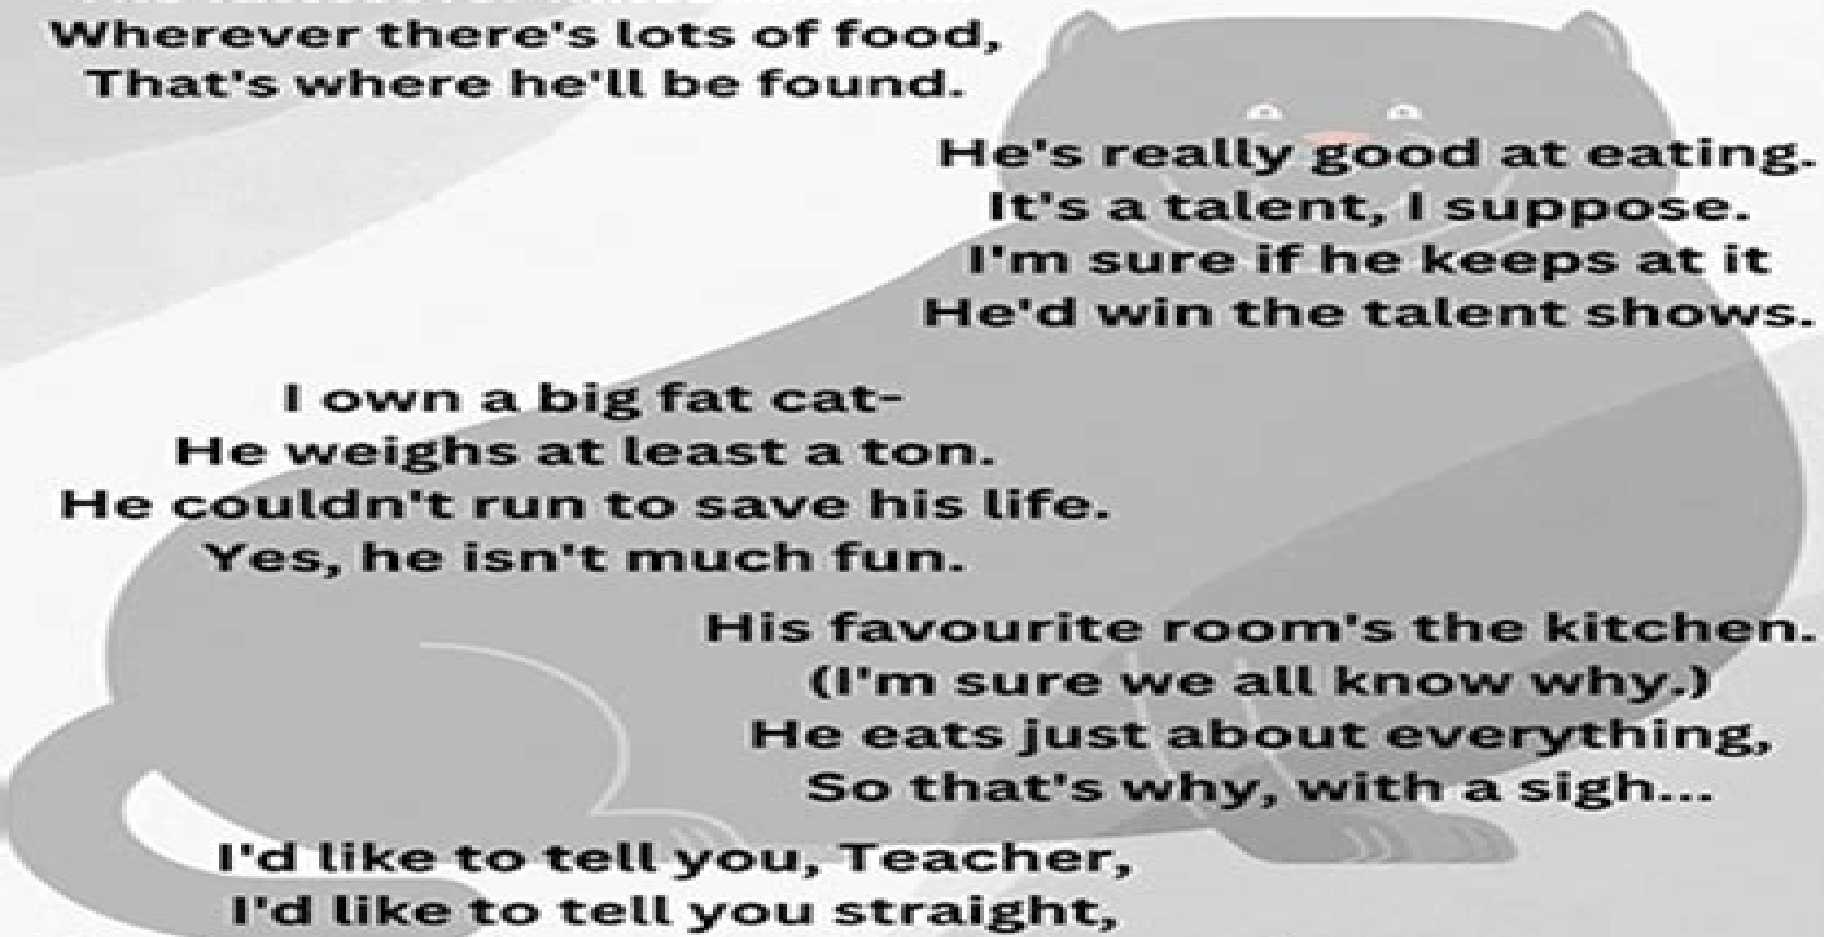 Wherever there's lots of food,
That's where he'll be found.
He's really good at eating.
It's a talent, I suppose.
I'm sure if he keeps at it
He'd win the talent shows.
I own a big fat cat-
He weighs at least a ton.
He couldn't run to save his life.
Yes, he isn't much fun.
His favourite room's the kitchen.
(I'm sure we all know why.)
He eats just about everything,
So that's why, with a sigh...
I'd like to tell you, Teacher,
I'd like to tell you straight,